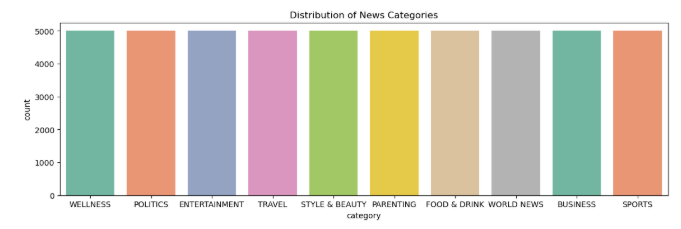 Distribution of News Categories
5000
4000
3000
2000
1000
0
count
WELLNESS POLITICS ENTERTAINMENT TRAVEL STYLE & BEAUTY PARENTING FOOD & DRINK WORLD NEWS BUSINESS SPORTS
category